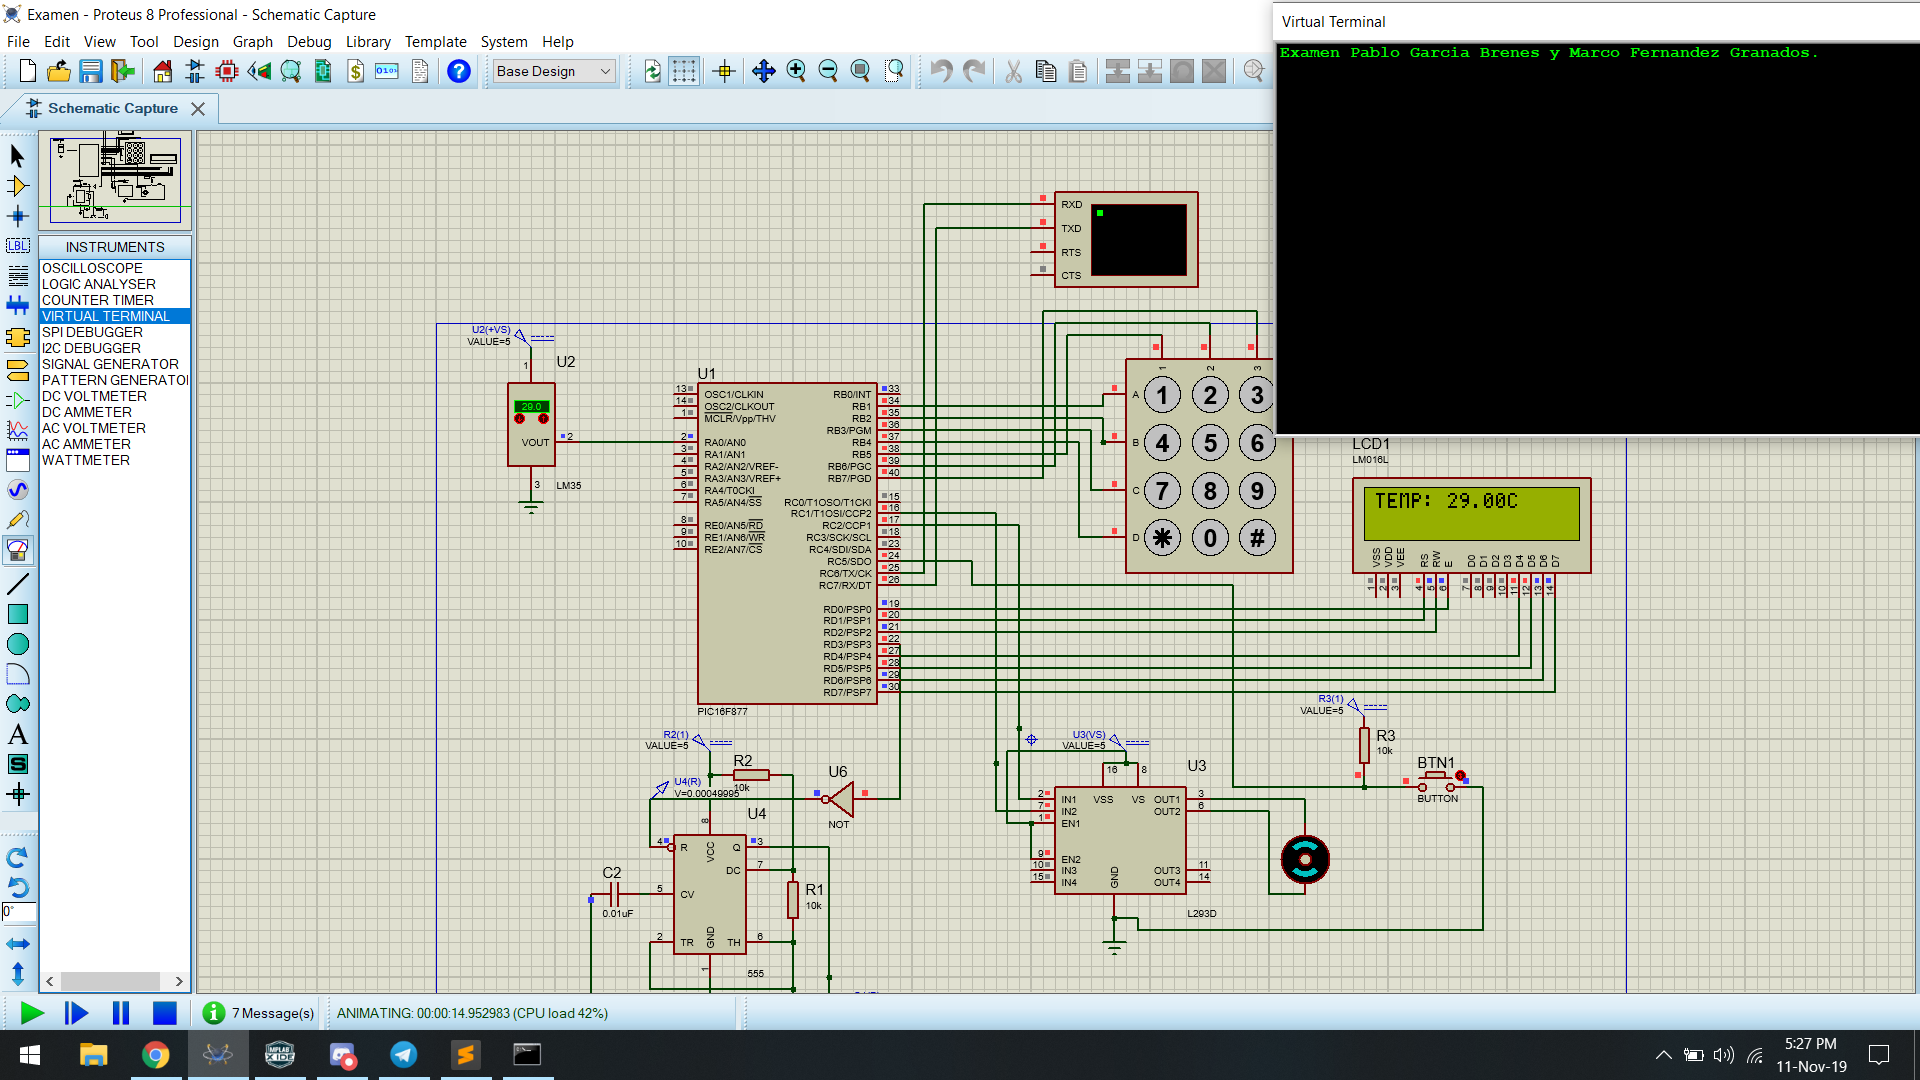 Examen - Proteus 8 Professional - Schematic Capture
File Edit View Tool Design Graph Debug Library Template System Help
Base Design
Schematic Capture
Virtual Terminal
Examen Pablo Garcia Brenes y Marco Fernandez Granados.
INSTRUMENTS
OSCILLOSCOPE
LOGIC ANALYSER
COUNTER TIMER
VIRTUAL TERMINAL
SPI DEBUGGER
I2C DEBUGGER
SIGNAL GENERATOR
PATTERN GENERATO
DC VOLTMETER
DC AMMETER
AC VOLTMETER
AC AMMETER
WATTMETER
LBL
A
S
0°
RXD
TXD
RTS
CTS
U2(+VS)
VALUE=5
1
U2
29.0
VOUT
2
3
LM35
U1
13 OSC1/CLKIN
14 OSC2/CLKOUT
1 MCLR/Vpp/THV
2 RA0/AN0
3 RA1/AN1
4 RA2/AN2/VREF-
5 RA3/AN3/VREF+
6 RA4/T0CKI
7 RA5/AN4/SS
8 RE0/AN5/RD
9 RE1/AN6/WR
10 RE2/AN7/CS
RB0/INT 33
RB1 34
RB2 35
RB3/PGM 36
RB4 37
RB5 38
RB6/PGC 39
RB7/PGD 40
RC0/T1OSO/T1CKI 15
RC1/T1OSI/CCP2 16
RC2/CCP1 17
RC3/SCK/SCL 18
RC4/SDI/SDA 23
RC5/SDO 24
RC6/TX/CK 25
RC7/RX/DT 26
RD0/PSP0 19
RD1/PSP1 20
RD2/PSP2 21
RD3/PSP3 22
RD4/PSP4 27
RD5/PSP5 28
RD6/PSP6 29
RD7/PSP7 30
PIC16F877
1 2 3
A 1 2 3
B 4 5 6
C 7 8 9
D * 0 #
LCD1
LM016L
TEMP: 29.00C
VSS VDD VEE RS RW E D0 D1 D2 D3 D4 D5 D6 D7
1 2 3 4 5 6 7 8 9 10 11 12 13 14
R2(1)
VALUE=5
R2
10k
U4(R)
V=0.00049995
U6
NOT
U4
8
4 R
VCC
Q 3
DC 7
5 CV
2 TR
GND
TH 6
1
555
C2
0.01uF
R1
10k
U3(VS)
VALUE=5
U3
16 8
2 IN1
7 IN2
1 EN1
9 EN2
10 IN3
15 IN4
VSS VS
OUT1 3
OUT2 6
OUT3 11
OUT4 14
GND
L293D
R3(1)
VALUE=5
R3
10k
BTN1
BUTTON
7 Message(s)
ANIMATING: 00:00:14.952983 (CPU load 42%)
MPLAB
X IDE
5:27 PM
11-Nov-19